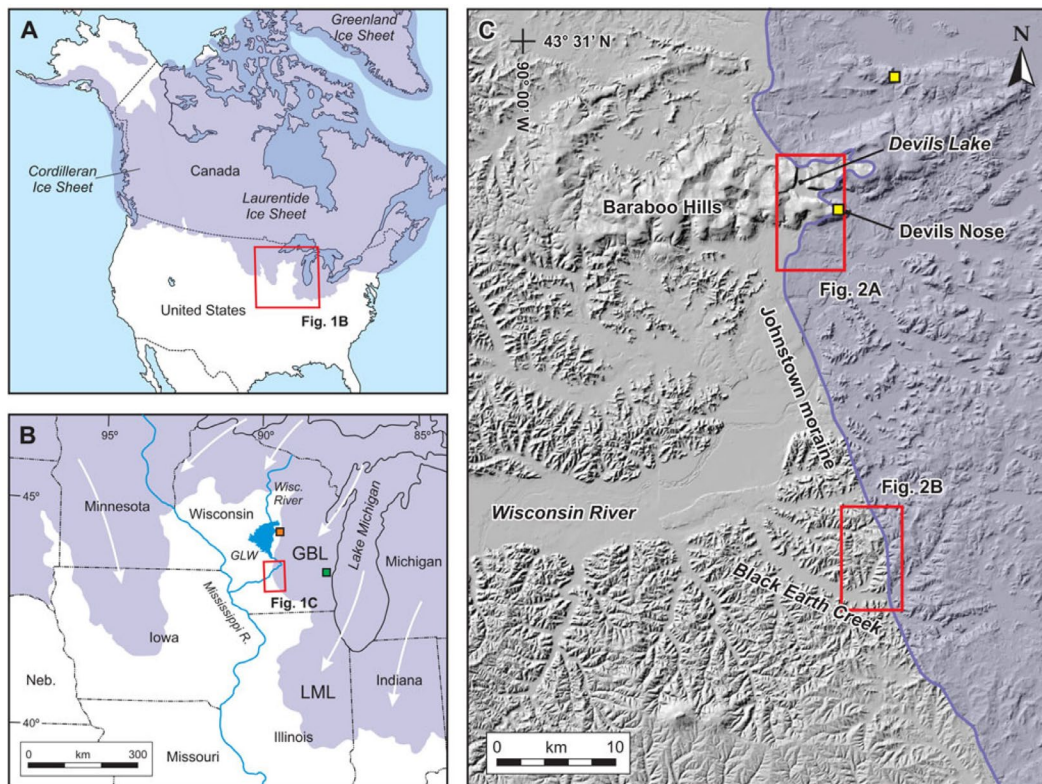 A
Greenland
Ice Sheet
Cordilleran
Ice Sheet
Canada
Laurentide
Ice Sheet
United States
Fig. 1B
B
95°
90°
85°
45°
40°
Minnesota
Wisconsin
Wisc.
River
GLW
GBL
Lake Michigan
Michigan
Fig. 1C
Mississippi R.
Iowa
Neb.
LML
Indiana
Illinois
Missouri
0 km 300
C
43° 31’ N
90° 00’ W
N
Devils Lake
Baraboo Hills
Devils Nose
Fig. 2A
Johnstown moraine
Fig. 2B
Wisconsin River
Black Earth Creek
0 km 10